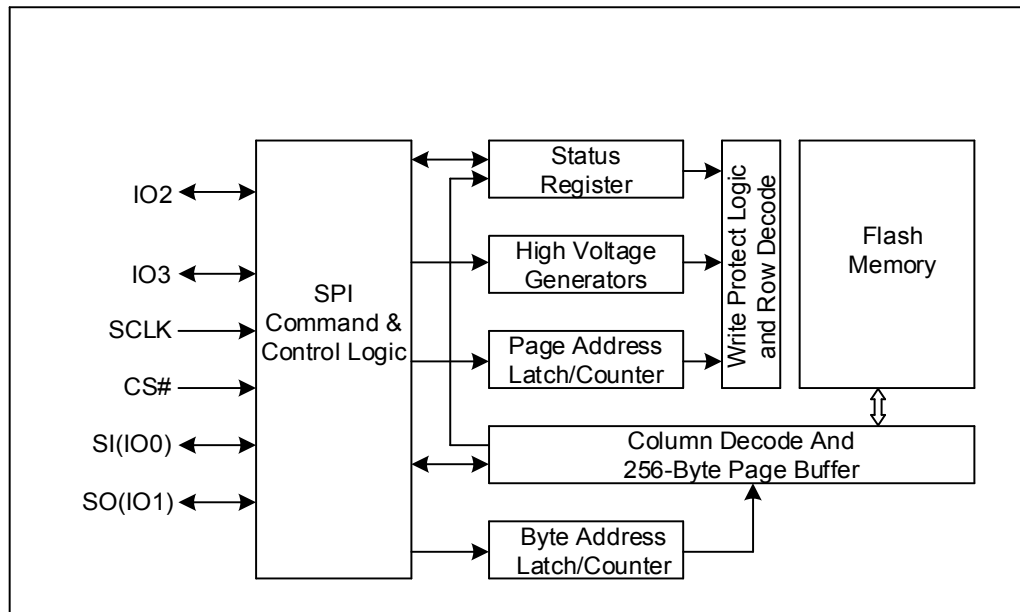 IO2
IO3
SCLK
CS#
SI(IO0)
SO(IO1)
SPI
Command &
Control Logic
Status
Register
High Voltage
Generators
Page Address
Latch/Counter
Write Protect Logic
and Row Decode
Flash
Memory
Column Decode And
256-Byte Page Buffer
Byte Address
Latch/Counter